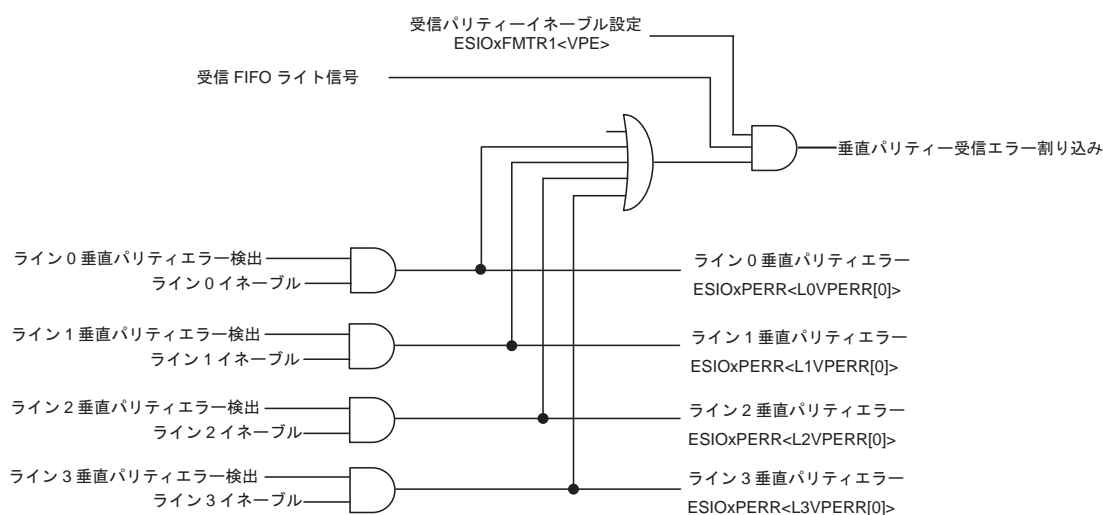 受信パリティーイネーブル設定
ESIOxFMTR1<VPE>
受信 FIFO ライト信号
垂直パリティー受信エラー割り込み
ライン 0 垂直パリティエラー検出
ライン 0 イネーブル
ライン 0 垂直パリティエラー
ESIOxPERR<L0VPERR[0]>
ライン 1 垂直パリティエラー検出
ライン 1 イネーブル
ライン 1 垂直パリティエラー
ESIOxPERR<L1VPERR[0]>
ライン 2 垂直パリティエラー検出
ライン 2 イネーブル
ライン 2 垂直パリティエラー
ESIOxPERR<L2VPERR[0]>
ライン 3 垂直パリティエラー検出
ライン 3 イネーブル
ライン 3 垂直パリティエラー
ESIOxPERR<L3VPERR[0]>